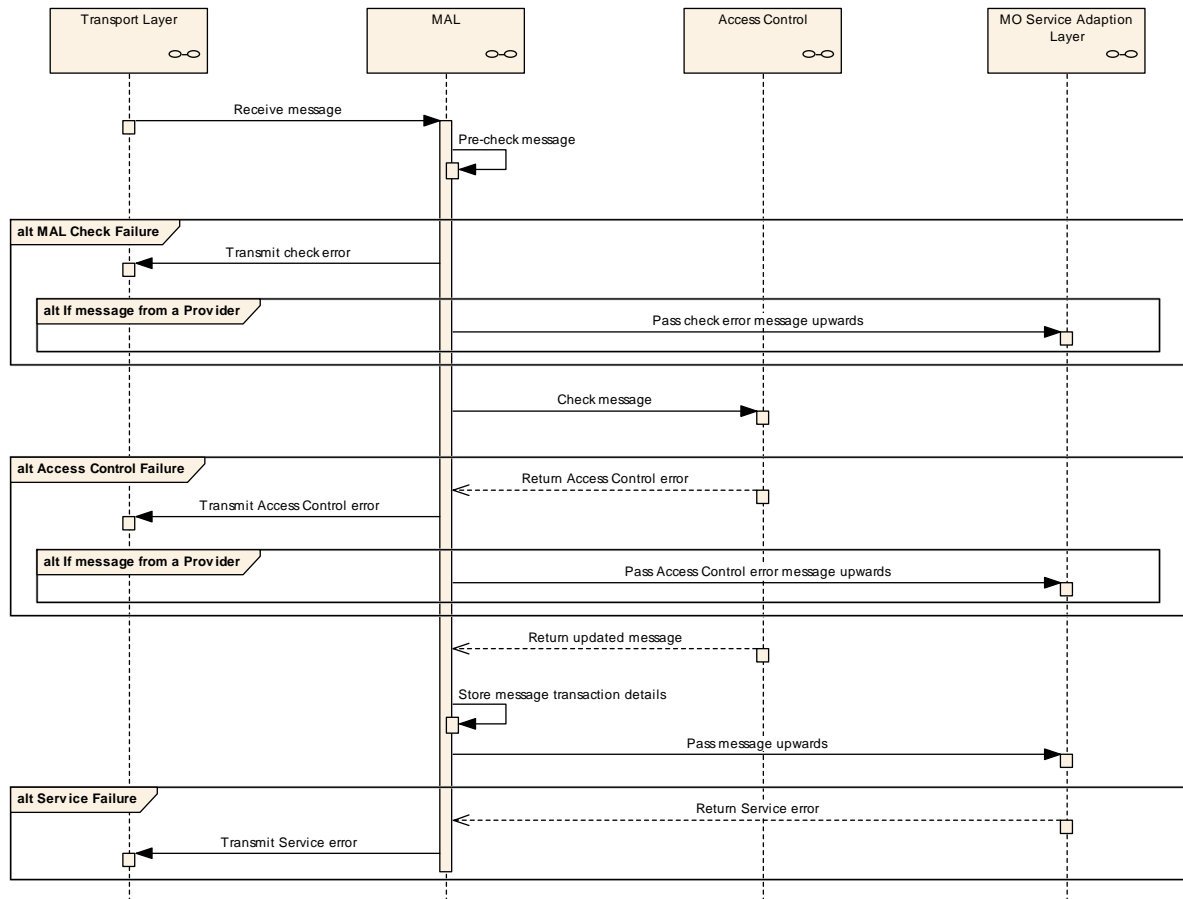 Transport Layer
MAL
Access Control
MO Service Adaption
Layer
Receive message
Pre-check message
alt MAL Check Failure
Transmit check error
alt If message from a Provider
Pass check error message upwards
Check message
alt Access Control Failure
Return Access Control error
Transmit Access Control error
alt If message from a Provider
Pass Access Control error message upwards
Return updated message
Store message transaction details
Pass message upwards
alt Service Failure
Return Service error
Transmit Service error